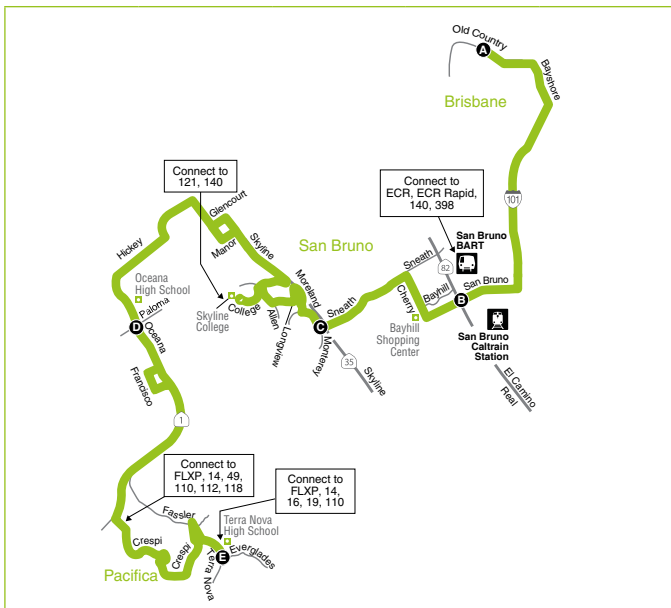 Old Country
A
Bayshore
Brisbane
101
Connect to
121, 140
Connect to
ECR, ECR Rapid,
140, 398
Glencourt
Manor
Skyline
San Bruno
San Bruno
BART
Hickey
Sneath
82
Bayhill
San Bruno
B
Oceana
High School
Paloma
D
Oceana
Skyline
College
College
Allen
Longview
Moreland
C
Monterey
Sneath
Cherry
Bayhill
Shopping
Center
San Bruno
Caltrain
Station
35
Skyline
El Camino
Real
Francisco
1
Connect to
FLXP, 14, 49,
110, 112, 118
Connect to
FLXP, 14,
16, 19, 110
Fassler
Terra Nova
High School
Crespi
Crespi
E
Everglades
Terra Nova
Pacifica